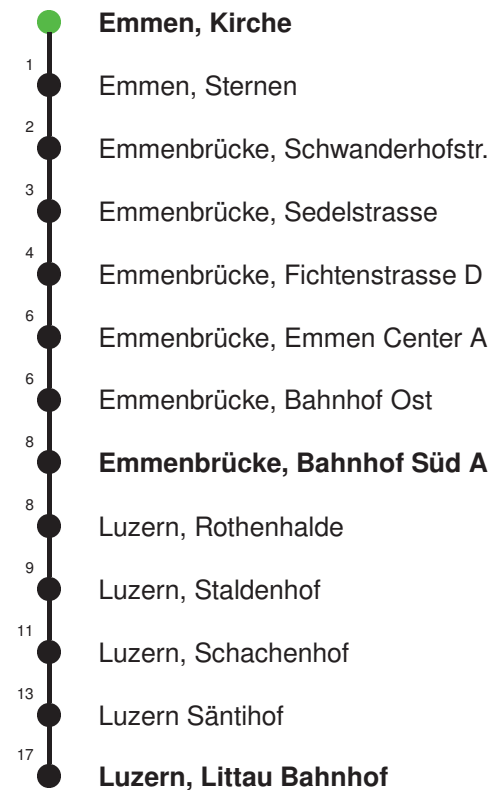 Emmen, Kirche
1 Emmen, Sternen
2 Emmenbrücke, Schwanderhofstr.
3 Emmenbrücke, Sedelstrasse
4 Emmenbrücke, Fichtenstrasse D
6 Emmenbrücke, Emmen Center A
6 Emmenbrücke, Bahnhof Ost
8 Emmenbrücke, Bahnhof Süd A
8 Luzern, Rothenhalde
9 Luzern, Staldenhof
11 Luzern, Schachenhof
13 Luzern Säntihof
17 Luzern, Littau Bahnhof